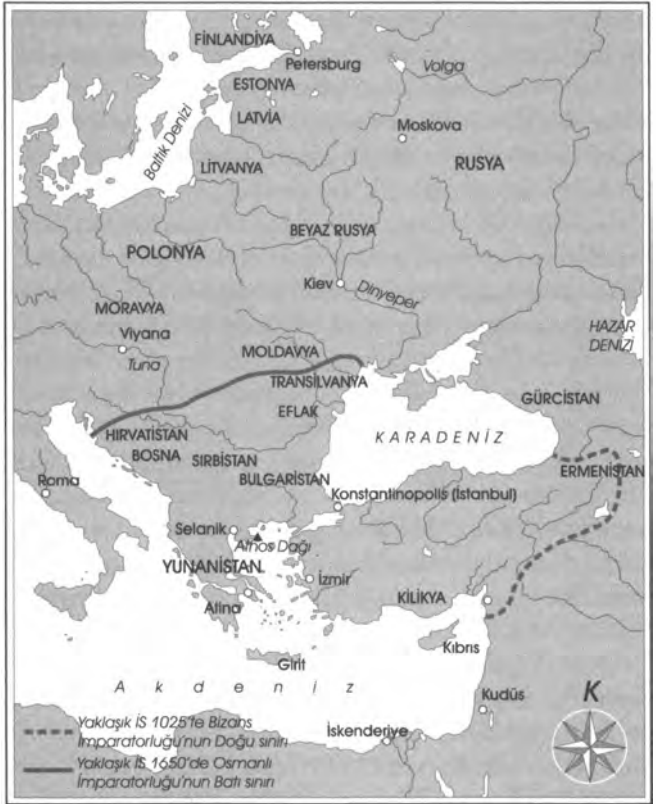 FİNLANDİYA
Petersburg
Volga
ESTONYA
LATVİA
Moskova
Baltık Denizi
LİTVANYA
RUSYA
BEYAZ RUSYA
POLONYA
Kiev
Dinyeper
MORAVYA
HAZAR
DENİZİ
Viyana
MOLDAVYA
Tuna
TRANSİLVANYA
GÜRCİSTAN
EFLAK
HIRVATİSTAN
KARADENİZ
BOSNA
SIRBİSTAN
ERMENİSTAN
Roma
BULGARİSTAN
Konstantinopolis (İstanbul)
Selanik
Athos Dağı
YUNANİSTAN
İzmir
KİLİKYA
Atina
Kıbrıs
Girit
Akdeniz
K
Kudüs
Yaklaşık İS 1025'te Bizans
İmparatorluğu'nun Doğu sınırı
İskenderiye
Yaklaşık İS 1650'de Osmanlı
İmparatorluğu'nun Batı sınırı